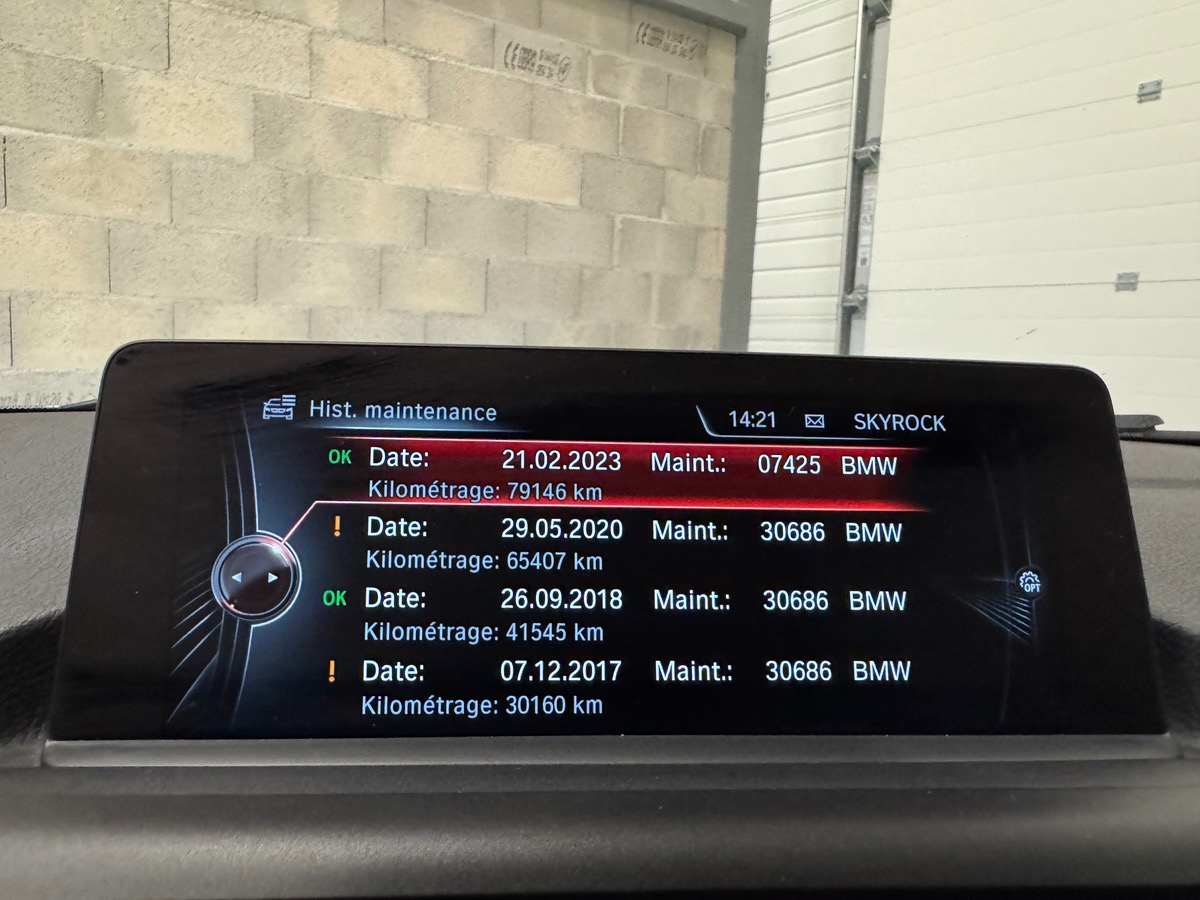 Hist. maintenance 14:21 SKYROCK
OK Date: 21.02.2023 Maint.: 07425 BMW
Kilométrage: 79146 km
! Date: 29.05.2020 Maint.: 30686 BMW
Kilométrage: 65407 km
OK Date: 26.09.2018 Maint.: 30686 BMW
Kilométrage: 41545 km
! Date: 07.12.2017 Maint.: 30686 BMW
Kilométrage: 30160 km
OPT